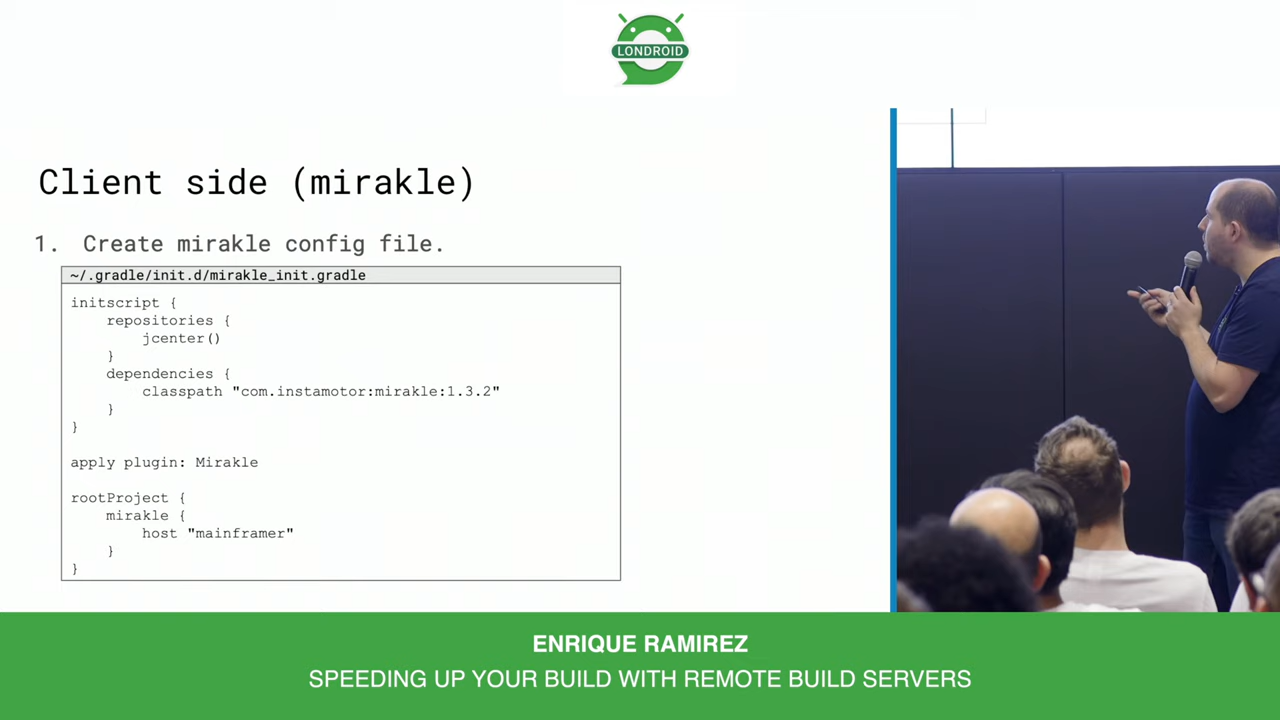 LONDROID
Client side (mirakle)
1. Create mirakle config file.
~/.gradle/init.d/mirakle_init.gradle
initscript {
    repositories {
        jcenter()
    }
    dependencies {
        classpath "com.instamotor:mirakle:1.3.2"
    }
}
apply plugin: Mirakle
rootProject {
    mirakle {
        host "mainframer"
    }
}
ENRIQUE RAMIREZ
SPEEDING UP YOUR BUILD WITH REMOTE BUILD SERVERS